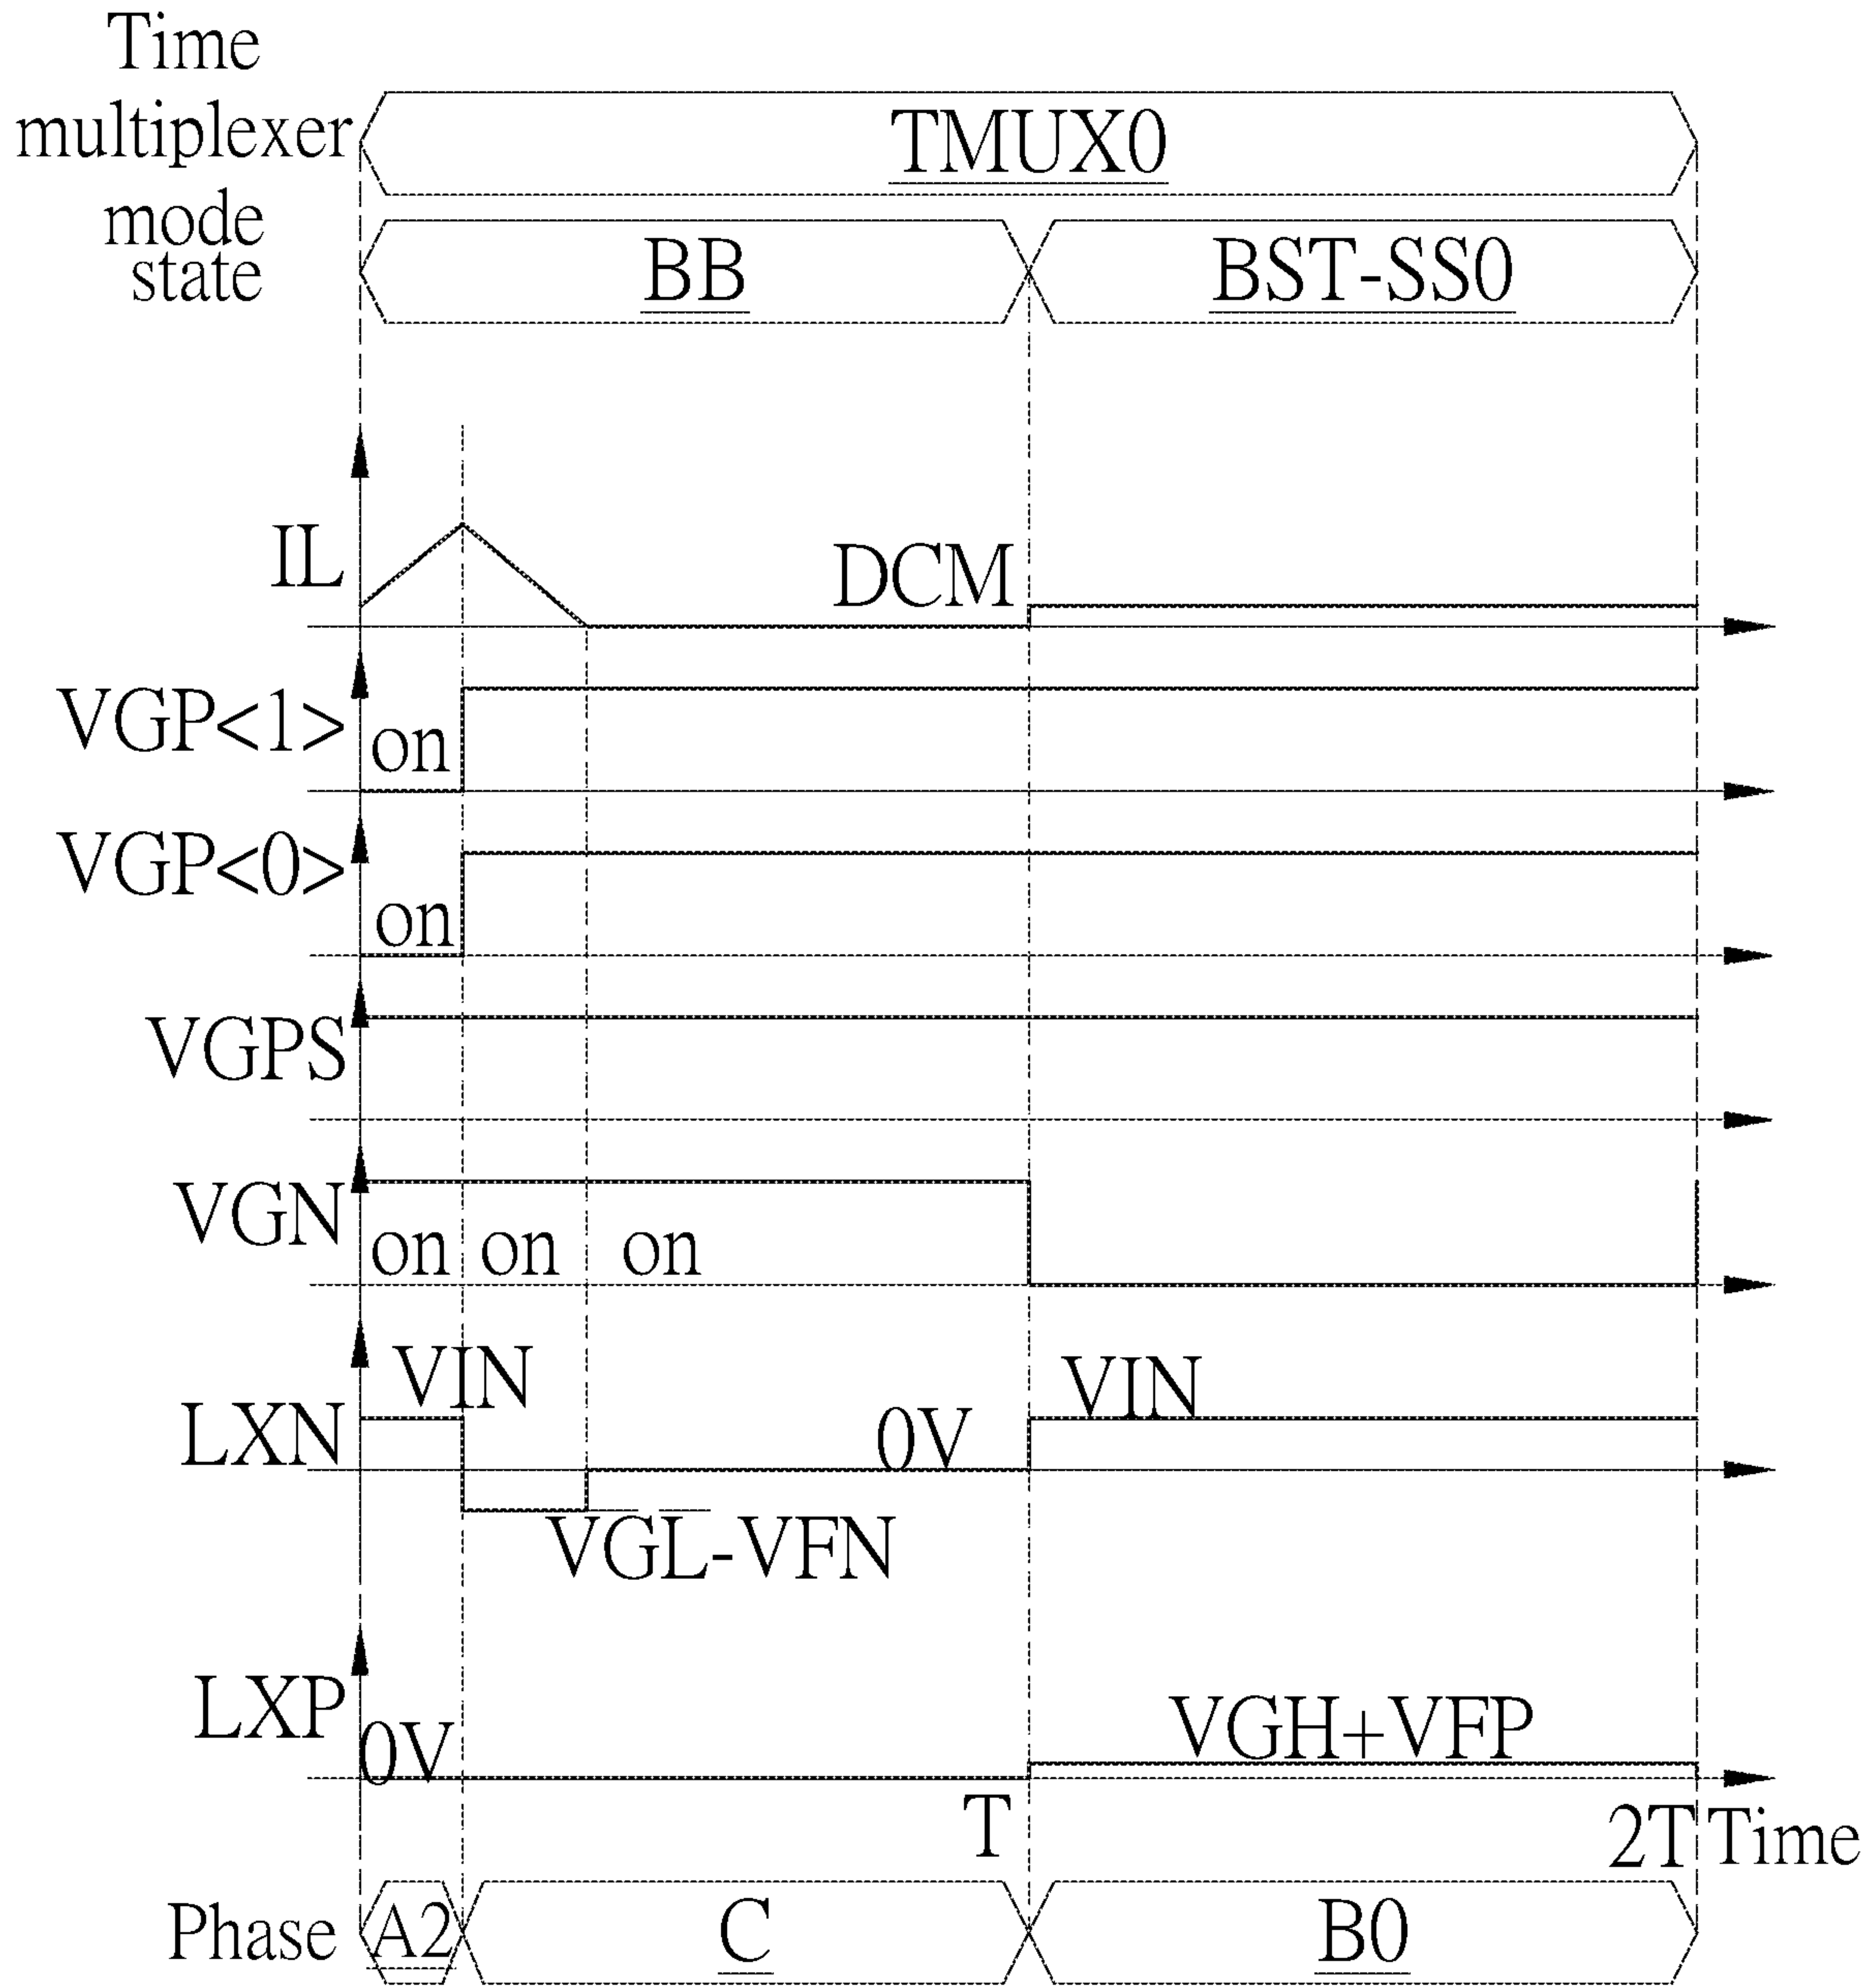 Time
multiplexer
mode
state
TMUX0
BB
BST-SS0
IL
DCM
VGP<1>
on
VGP<0>
on
VGPS
VGN
on
on
on
LXN
VIN
0V
VIN
VGL-VFN
LXP
0V
VGH+VFP
T
2T
Time
Phase
A2
C
B0